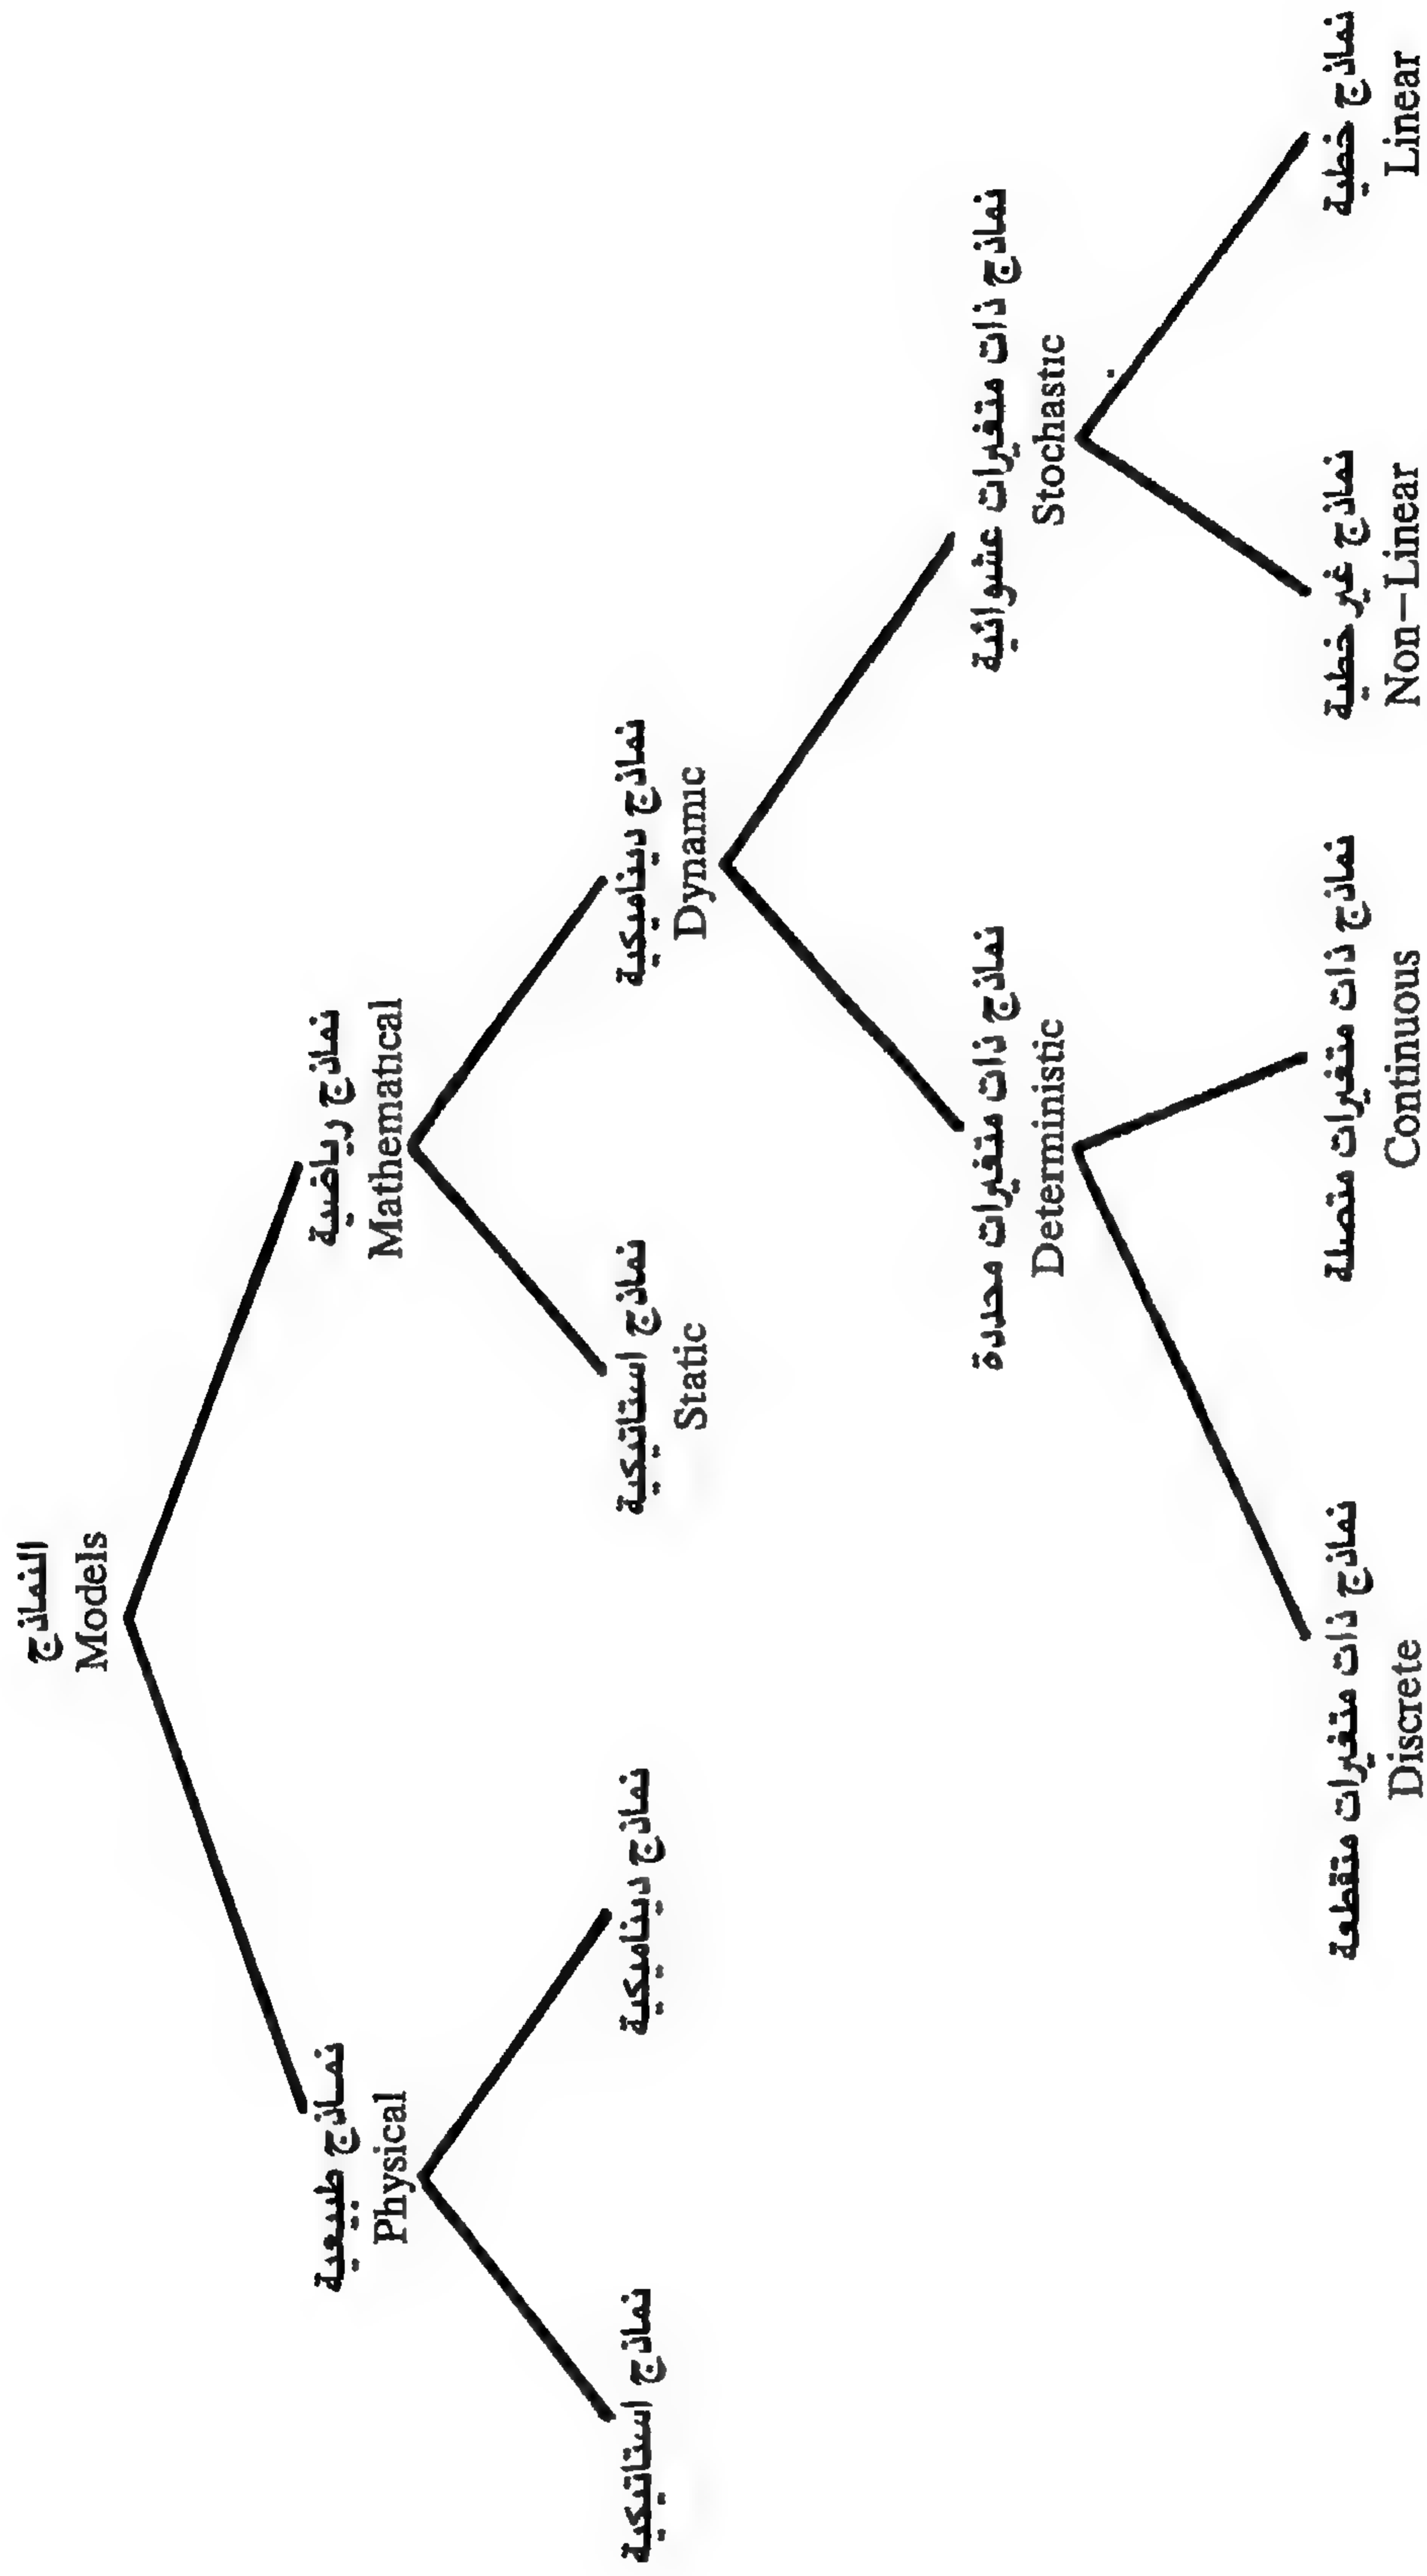 النماذج
Models
نماذج طبيعية
Physical
نماذج رياضية
Mathematical
نماذج استاتيكية
نماذج ديناميكية
نماذج استاتيكية
Static
نماذج ديناميكية
Dynamic
نماذج ذات متغيرات محددة
Deterministic
نماذج ذات متغيرات عشوائية
Stochastic
نماذج ذات متغيرات متقطعة
Discrete
نماذج ذات متغيرات متصلة
Continuous
نماذج غير خطية
Non-Linear
نماذج خطية
Linear